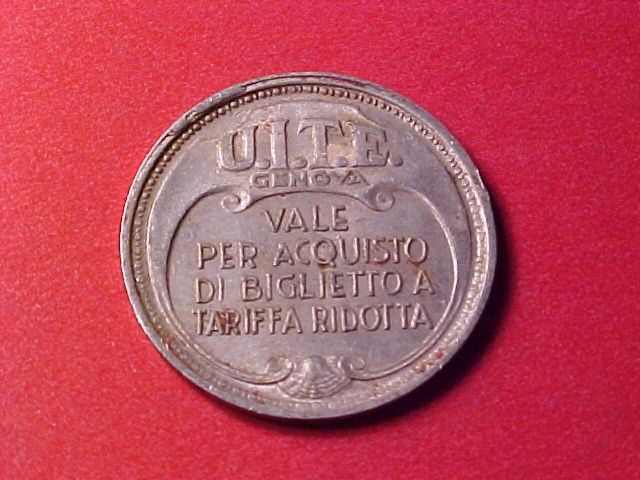 U.I.T.E.
GENOVA
VALE
PER ACQUISTO
DI BIGLIETTO A
TARIFFA RIDOTTA